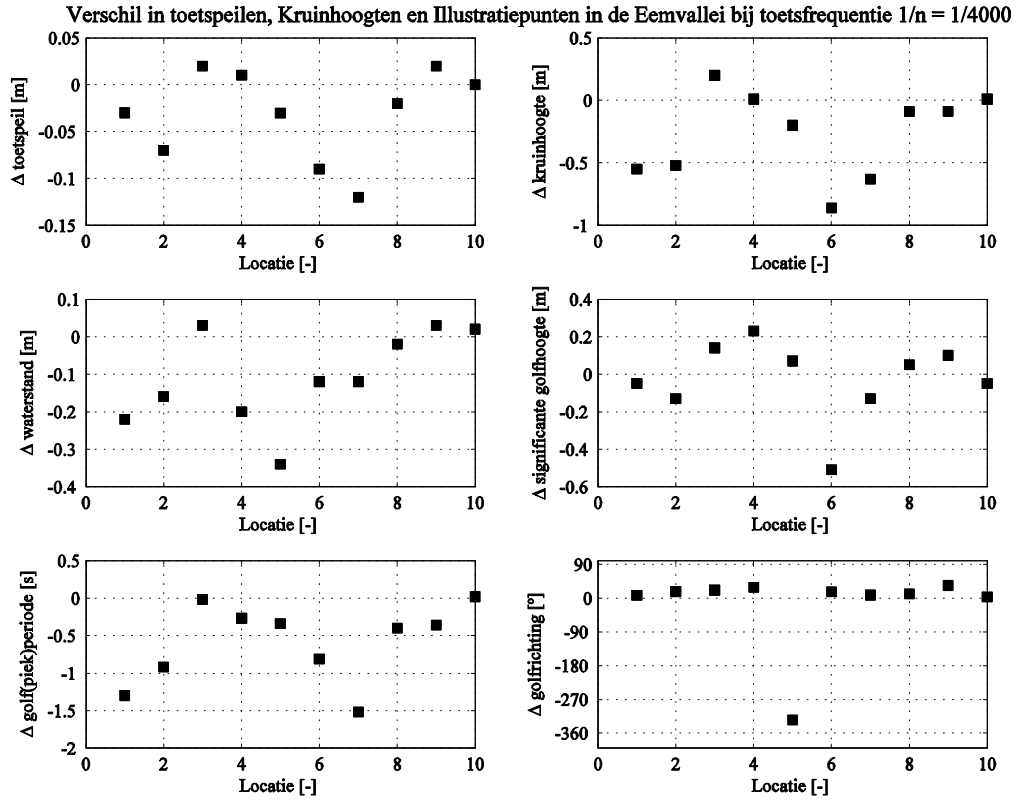 Verschil in toetspeilen, Kruinhoogten en Illustratiepunten in de Eemvallei bij toetsfrequentie 1/n = 1/4000
Δ toetspeil [m]
0.05
0
-0.05
-0.1
-0.15
0 2 4 6 8 10
Locatie [-]
Δ kruinhoogte [m]
0.5
0
-0.5
-1
0 2 4 6 8 10
Locatie [-]
Δ waterstand [m]
0.1
0
-0.1
-0.2
-0.3
-0.4
0 2 4 6 8 10
Locatie [-]
Δ significante golfhoogte [m]
0.4
0.2
0
-0.2
-0.4
-0.6
0 2 4 6 8 10
Locatie [-]
Δ golf(piek)periode [s]
0.5
0
-0.5
-1
-1.5
-2
0 2 4 6 8 10
Locatie [-]
Δ golfrichting [°]
90
0
-90
-180
-270
-360
0 2 4 6 8 10
Locatie [-]